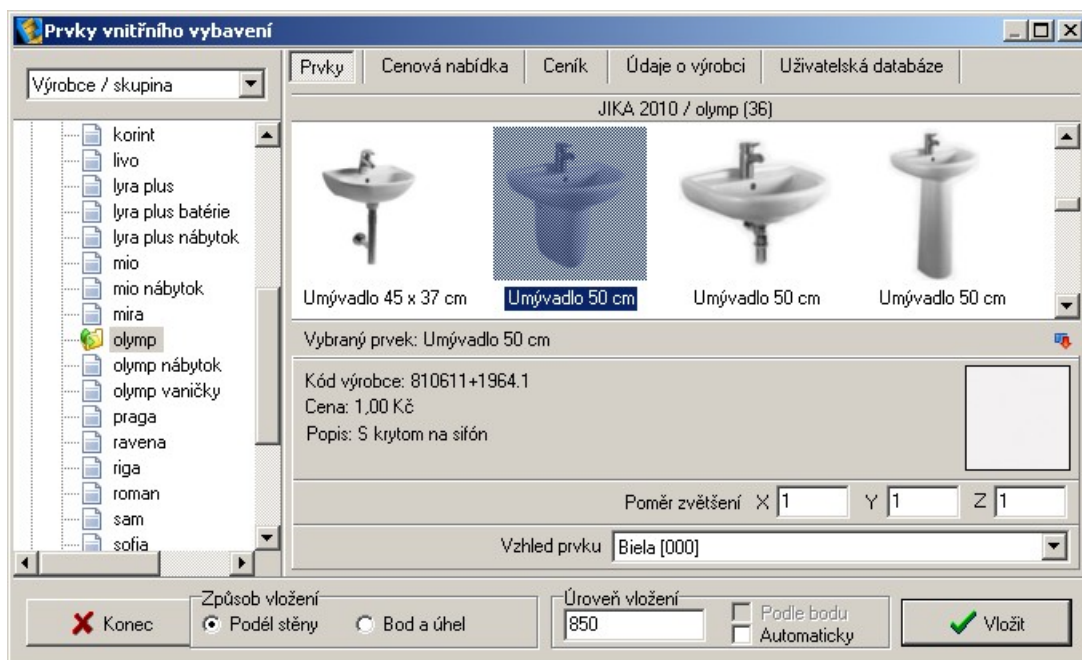 Prvky vnitřního vybavení
Výrobce / skupina
Prvky
Cenová nabídka
Ceník
Údaje o výrobci
Uživatelská databáze
JIKA 2010 / olymp (36)
korint
livo
lyra plus
lyra plus batérie
lyra plus nábytok
mio
mio nábytok
mira
olymp
olymp nábytok
olymp vaničky
praga
ravena
riga
roman
sam
sofia
Umývadlo 45 x 37 cm
Umývadlo 50 cm
Umývadlo 50 cm
Umývadlo 50 cm
Vybraný prvek: Umývadlo 50 cm
Kód výrobce: 810611+1964.1
Cena: 1,00 Kč
Popis: S krytom na sifón
Poměr zvětšení X 1 Y 1 Z 1
Vzhled prvku Biela [000]
Konec
Způsob vložení
Podél stěny
Bod a úhel
Úroveň vložení
850
Podle bodu
Automaticky
Vložit